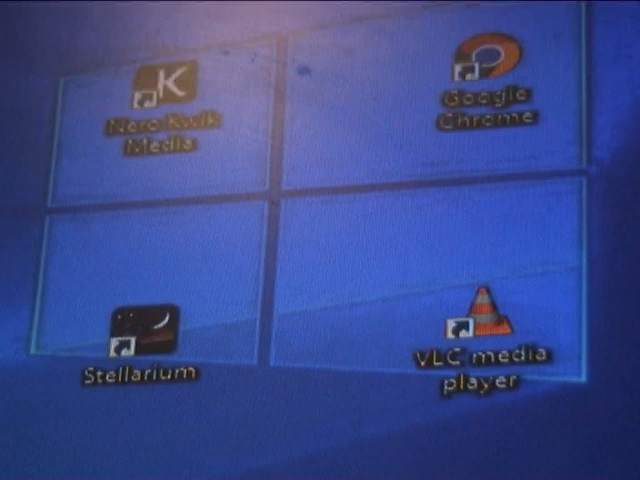 K
Nero Kwik
Media
Google
Chrome
Stellarium
VLC media
player